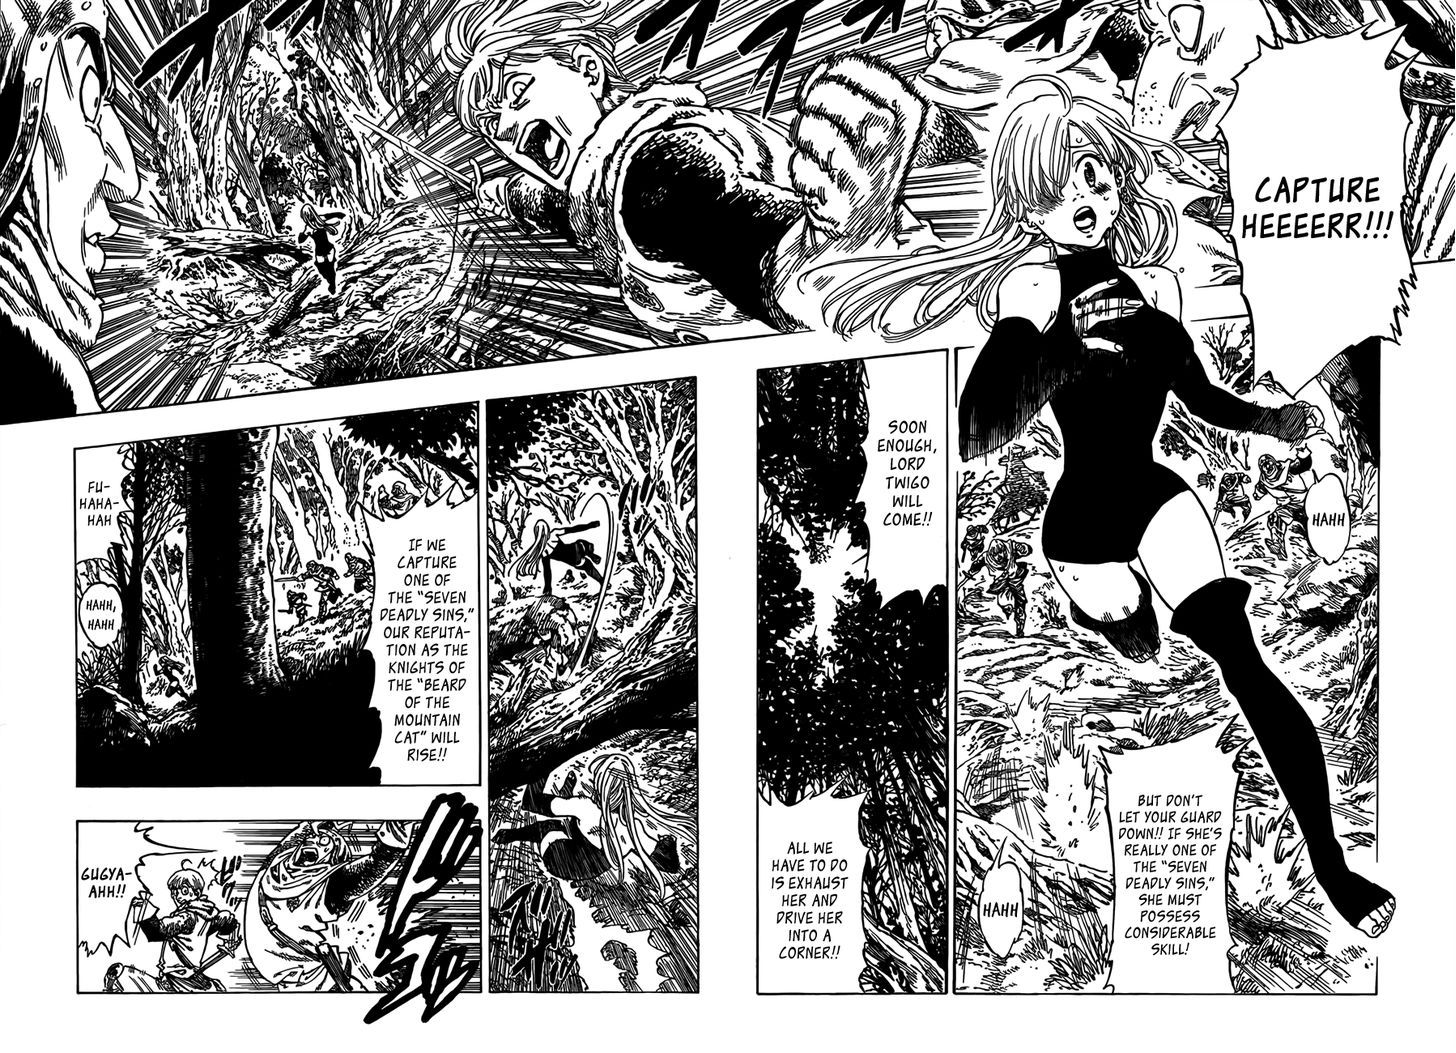 CAPTURE
HEEEERR!!!
HAHH
BUT DON'T
LET YOUR GUARD
DOWN!! IF SHE'S
REALLY ONE OF
THE "SEVEN
DEADLY SINS,"
SHE MUST
POSSESS
CONSIDERABLE
SKILL!
HAHH
SOON
ENOUGH,
LORD
TWIGO
WILL
COME!!
ALL WE
HAVE TO DO
IS EXHAUST
HER AND
DRIVE HER
INTO A
CORNER!!
IF WE
CAPTURE
ONE OF
THE "SEVEN
DEADLY SINS,"
OUR REPUTA-
TION AS THE
KNIGHTS OF
THE "BEARD
OF THE
MOUNTAIN
CAT" WILL
RISE!!
FU-
HAHA-
HAH
HAHH,
HAHH
GUGYA-
AHH!!